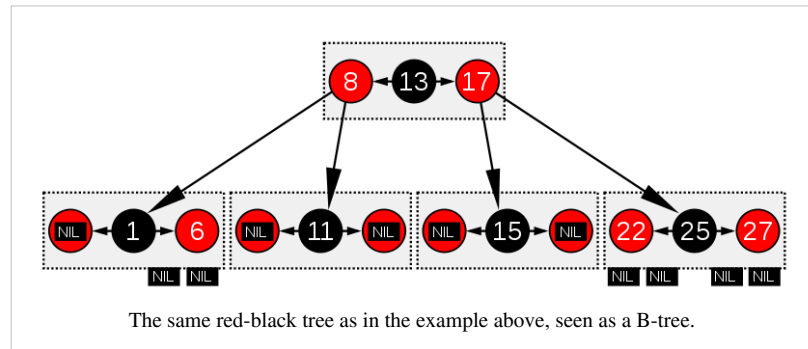 8 13 17
NIL 1 6 NIL 11 NIL NIL 15 NIL 22 25 27
NIL NIL NIL NIL NIL NIL
The same red-black tree as in the example above, seen as a B-tree.